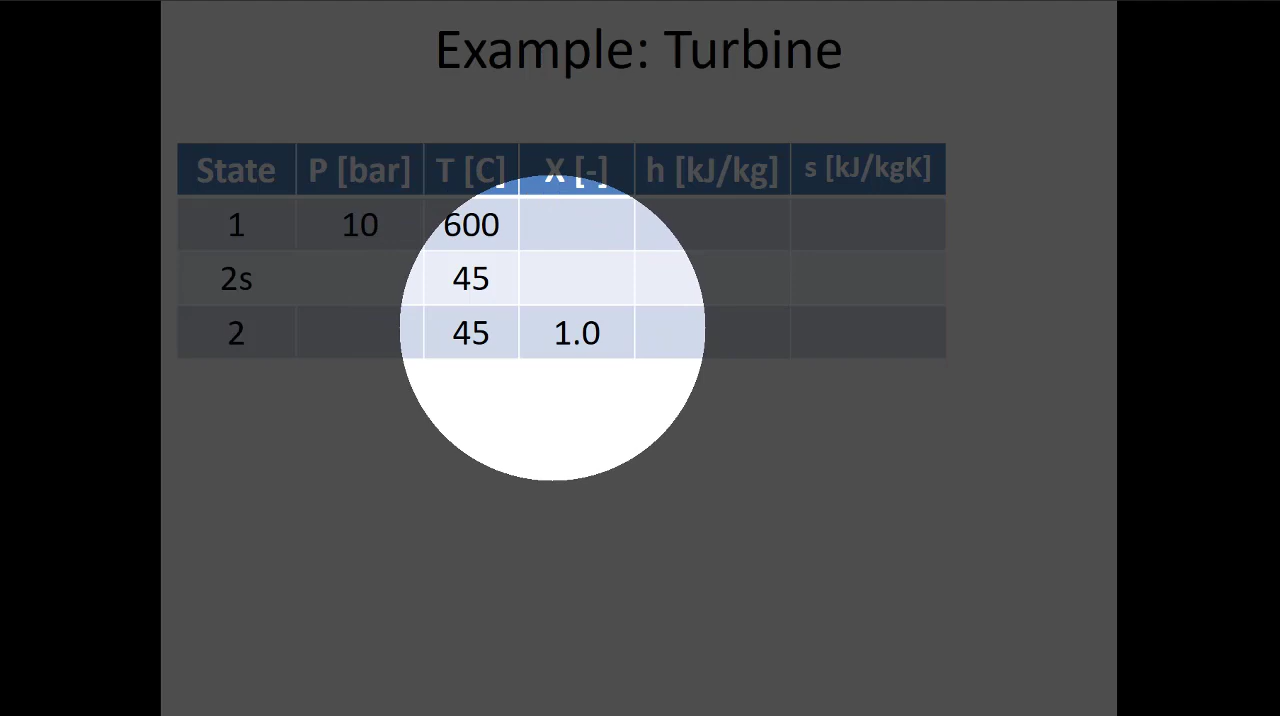 Example: Turbine
State P [bar] T [C] X [-] h [kJ/kg] s [kJ/kgK]
1 10 600
2s 45
2 45 1.0